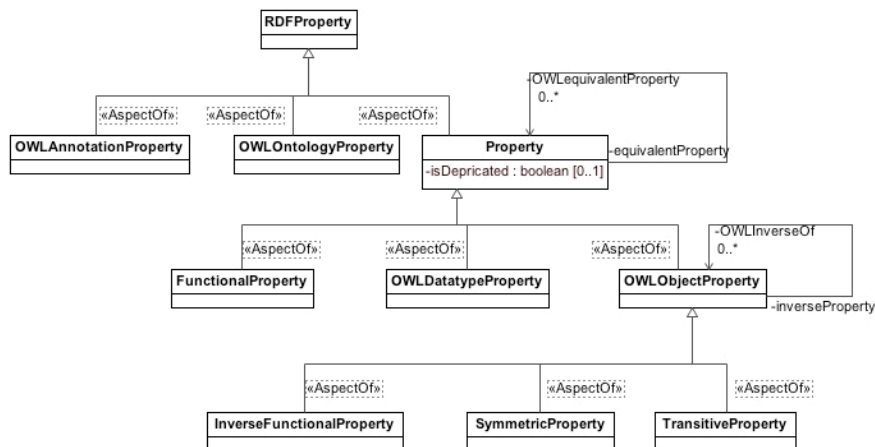 RDFProperty
-OWLequivalentProperty
0..*
«AspectOf»
«AspectOf»
«AspectOf»
OWLAnnotationProperty
OWLOntologyProperty
Property
-equivalentProperty
-isDepricated : boolean [0..1]
-OWLInverseOf
0..*
«AspectOf»
«AspectOf»
«AspectOf»
FunctionalProperty
OWLDatatypeProperty
OWLObjectProperty
-inverseProperty
«AspectOf»
«AspectOf»
«AspectOf»
InverseFunctionalProperty
SymmetricProperty
TransitiveProperty